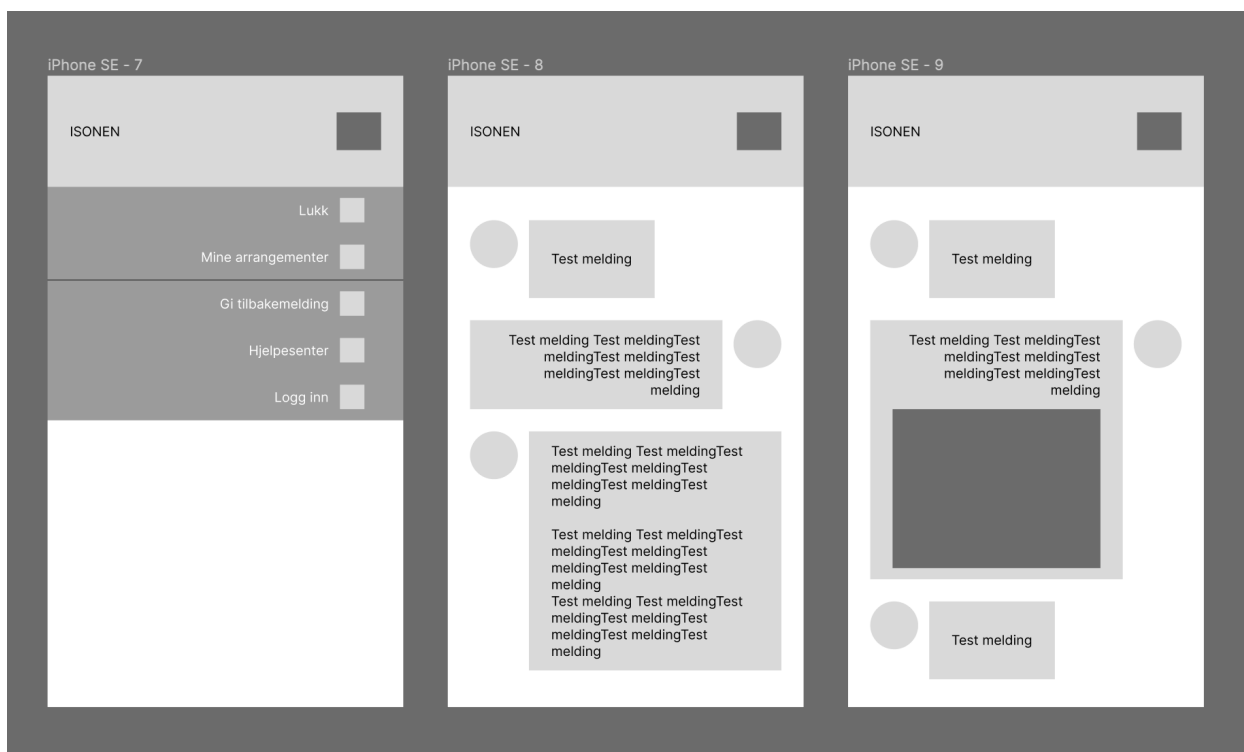 iPhone SE - 7
ISONEN
Lukk
Mine arrangementer
Gi tilbakemelding
Hjelpesenter
Logg inn
iPhone SE - 8
ISONEN
Test melding
Test melding Test meldingTest
meldingTest meldingTest
meldingTest meldingTest
melding
Test melding Test meldingTest
meldingTest meldingTest
meldingTest meldingTest
melding
Test melding Test meldingTest
meldingTest meldingTest
meldingTest meldingTest
melding
Test melding Test meldingTest
meldingTest meldingTest
meldingTest meldingTest
melding
iPhone SE - 9
ISONEN
Test melding
Test melding Test meldingTest
meldingTest meldingTest
meldingTest meldingTest
melding
Test melding